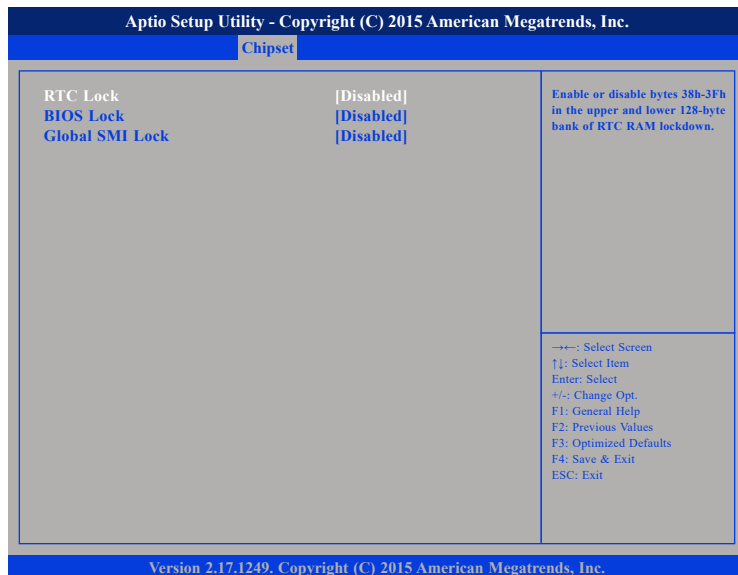 Aptio Setup Utility - Copyright (C) 2015 American Megatrends, Inc.
Chipset
RTC Lock [Disabled]
BIOS Lock [Disabled]
Global SMI Lock [Disabled]
Enable or disable bytes 38h-3Fh
in the upper and lower 128-byte
bank of RTC RAM lockdown.
→←: Select Screen
↑↓: Select Item
Enter: Select
+/-: Change Opt.
F1: General Help
F2: Previous Values
F3: Optimized Defaults
F4: Save & Exit
ESC: Exit
Version 2.17.1249. Copyright (C) 2015 American Megatrends, Inc.